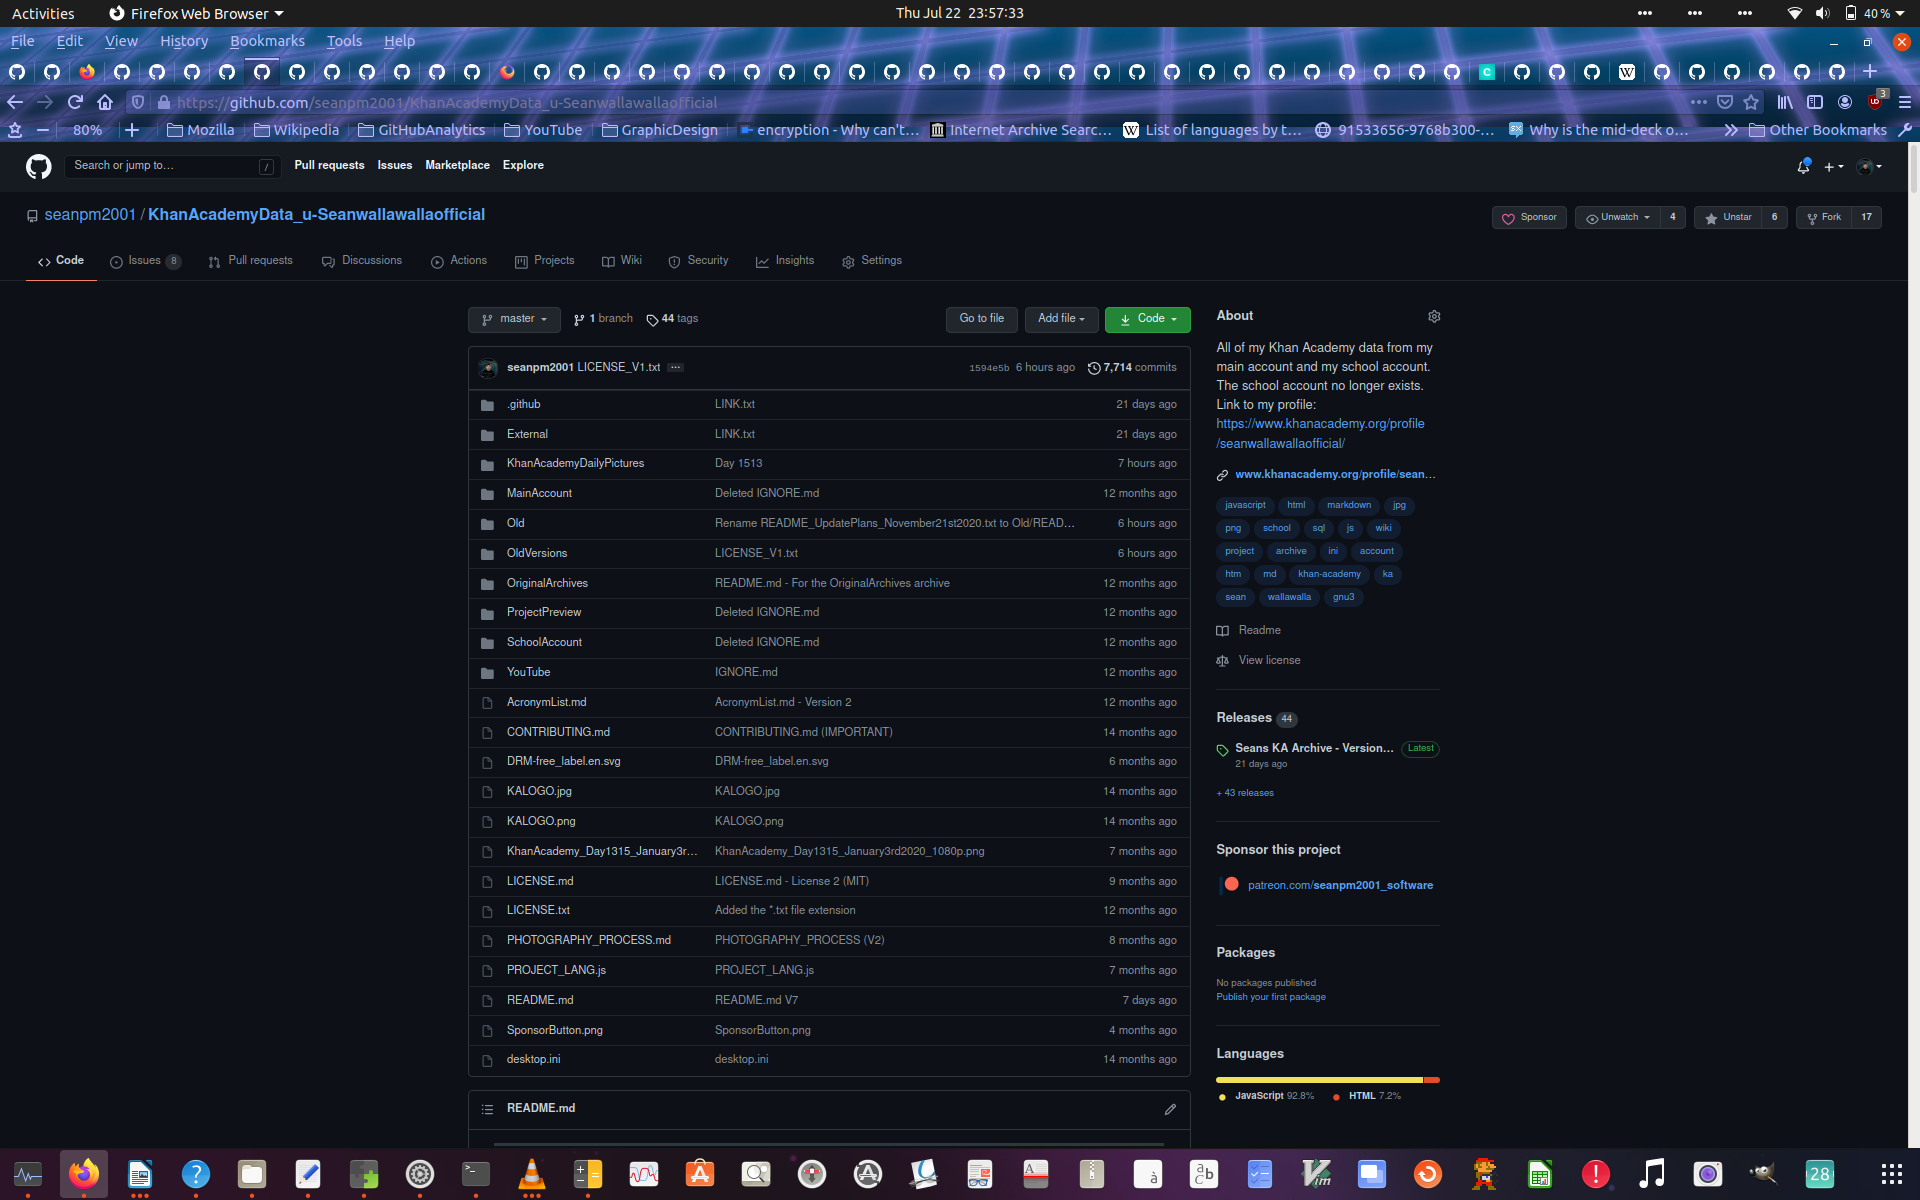 Activities
Firefox Web Browser
Thu Jul 22  23:57:33
40 %
File Edit View History Bookmarks Tools Help
https://github.com/seanpm2001/KhanAcademyData_u-Seanwallawallaofficial
3
80%
Mozilla
Wikipedia
GitHubAnalytics
YouTube
GraphicDesign
encryption - Why can't…
Internet Archive Searc…
List of languages by t…
91533656-9768b300-…
Why is the mid-deck o…
Other Bookmarks
Search or jump to…
/
Pull requests Issues Marketplace Explore
seanpm2001 / KhanAcademyData_u-Seanwallawallaofficial
Sponsor
Unwatch 4
Unstar 6
Fork 17
Code
Issues 8
Pull requests
Discussions
Actions
Projects
Wiki
Security
Insights
Settings
master
1 branch
44 tags
Go to file
Add file
Code
seanpm2001 LICENSE_V1.txt
1594e5b 6 hours ago
7,714 commits
.github LINK.txt 21 days ago
External LINK.txt 21 days ago
KhanAcademyDailyPictures Day 1513 7 hours ago
MainAccount Deleted IGNORE.md 12 months ago
Old Rename README_UpdatePlans_November21st2020.txt to Old/READ… 6 hours ago
OldVersions LICENSE_V1.txt 6 hours ago
OriginalArchives README.md - For the OriginalArchives archive 12 months ago
ProjectPreview Deleted IGNORE.md 12 months ago
SchoolAccount Deleted IGNORE.md 12 months ago
YouTube IGNORE.md 12 months ago
AcronymList.md AcronymList.md - Version 2 12 months ago
CONTRIBUTING.md CONTRIBUTING.md (IMPORTANT) 14 months ago
DRM-free_label.en.svg DRM-free_label.en.svg 6 months ago
KALOGO.jpg KALOGO.jpg 14 months ago
KALOGO.png KALOGO.png 14 months ago
KhanAcademy_Day1315_January3r… KhanAcademy_Day1315_January3rd2020_1080p.png 7 months ago
LICENSE.md LICENSE.md - License 2 (MIT) 9 months ago
LICENSE.txt Added the *.txt file extension 12 months ago
PHOTOGRAPHY_PROCESS.md PHOTOGRAPHY_PROCESS (V2) 8 months ago
PROJECT_LANG.js PROJECT_LANG.js 7 months ago
README.md README.md V7 7 days ago
SponsorButton.png SponsorButton.png 4 months ago
desktop.ini desktop.ini 14 months ago
README.md
About
All of my Khan Academy data from my
main account and my school account.
The school account no longer exists.
Link to my profile:
https://www.khanacademy.org/profile
/seanwallawallaofficial/
www.khanacademy.org/profile/sean…
javascript html markdown jpg
png school sql js wiki
project archive ini account
htm md khan-academy ka
sean wallawalla gnu3
Readme
View license
Releases 44
Seans KA Archive - Version… Latest
21 days ago
+ 43 releases
Sponsor this project
patreon.com/seanpm2001_software
Packages
No packages published
Publish your first package
Languages
JavaScript 92.8%
HTML 7.2%
28